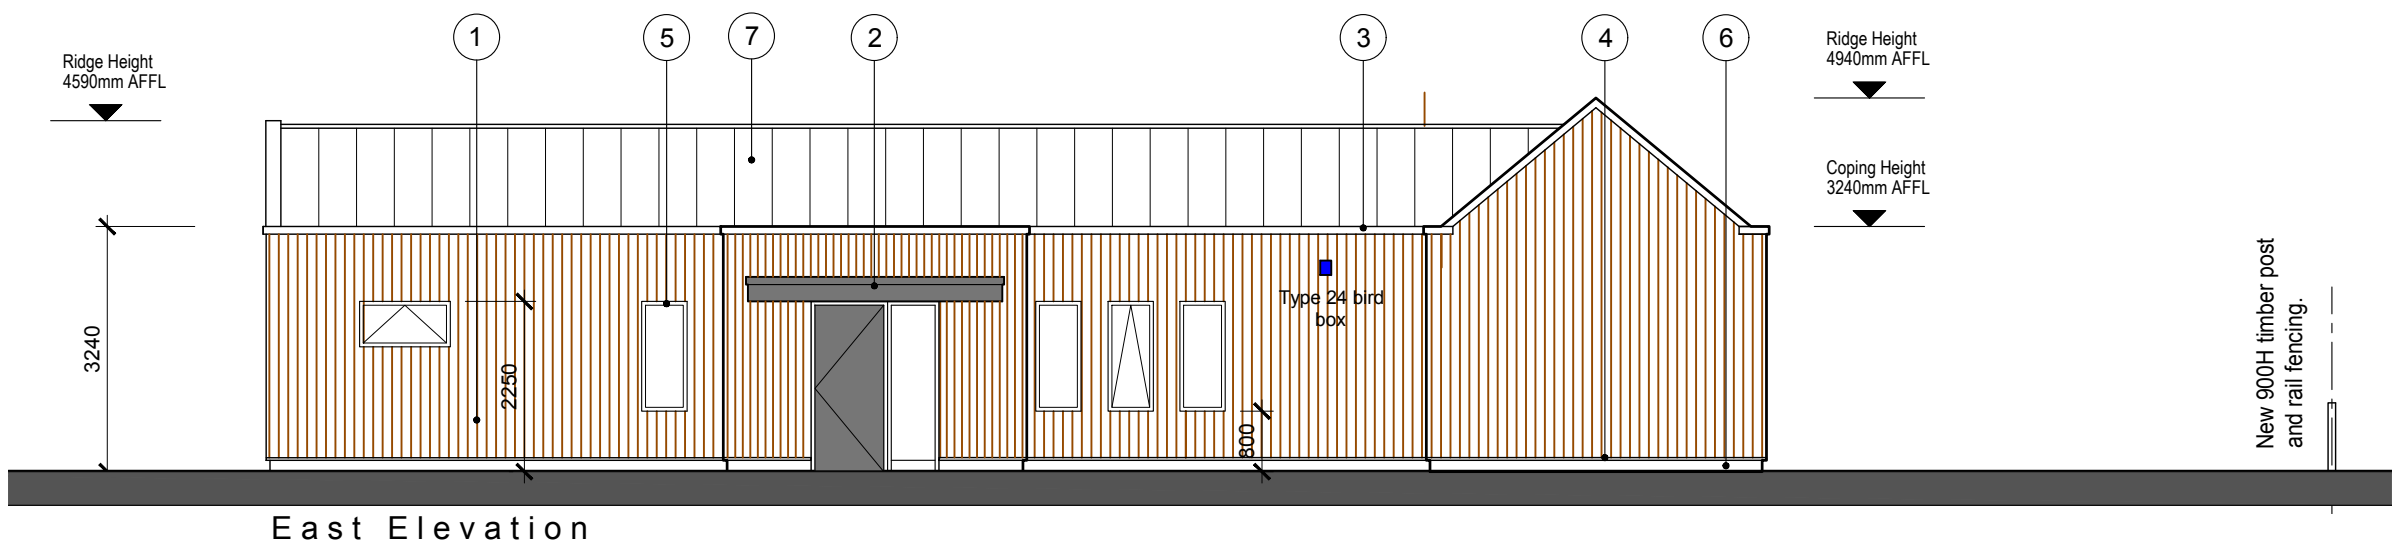 1
5
7
2
3
4
6
Ridge Height
4590mm AFFL
Ridge Height
4940mm AFFL
Coping Height
3240mm AFFL
3240
2250
800
Type 24 bird
box
New 900H timber post
and rail fencing.
East Elevation